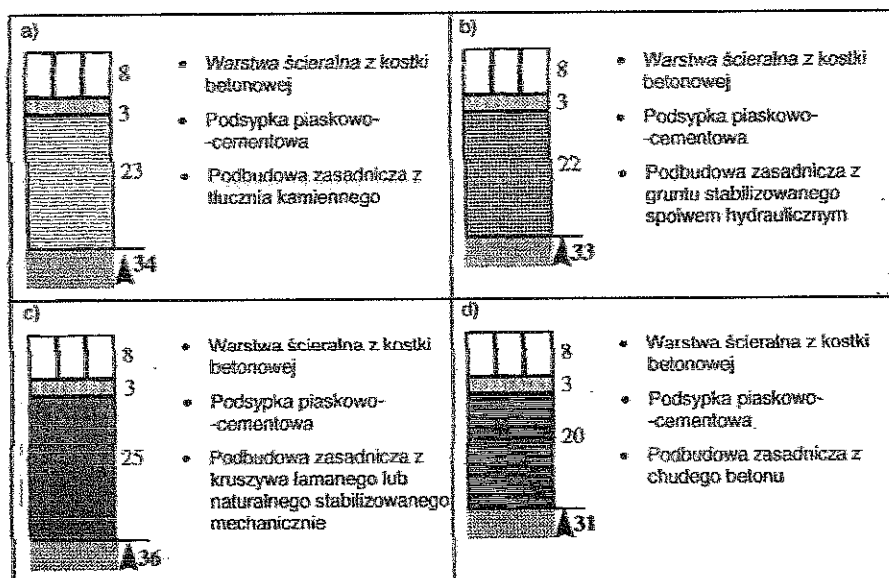 a)
8
3
23
34
• Warstwa ścieralna z kostki
betonowej
• Podsypka piaskowo-
-cementowa
• Podbudowa zasadnicza z
tłucznia kamiennego
b)
8
3
22
33
• Warstwa ścieralna z kostki
betonowej
• Podsypka piaskowo-
-cementowa
• Podbudowa zasadnicza z
gruntu stabilizowanego
spoiwem hydraulicznym
c)
8
3
25
36
• Warstwa ścieralna z kostki
betonowej
• Podsypka piaskowo-
-cementowa
• Podbudowa zasadnicza z
kruszywa łamanego lub
naturalnego stabilizowanego
mechanicznie
d)
8
3
20
31
• Warstwa ścieralna z kostki
betonowej
• Podsypka piaskowo-
-cementowa
• Podbudowa zasadnicza z
chudego betonu